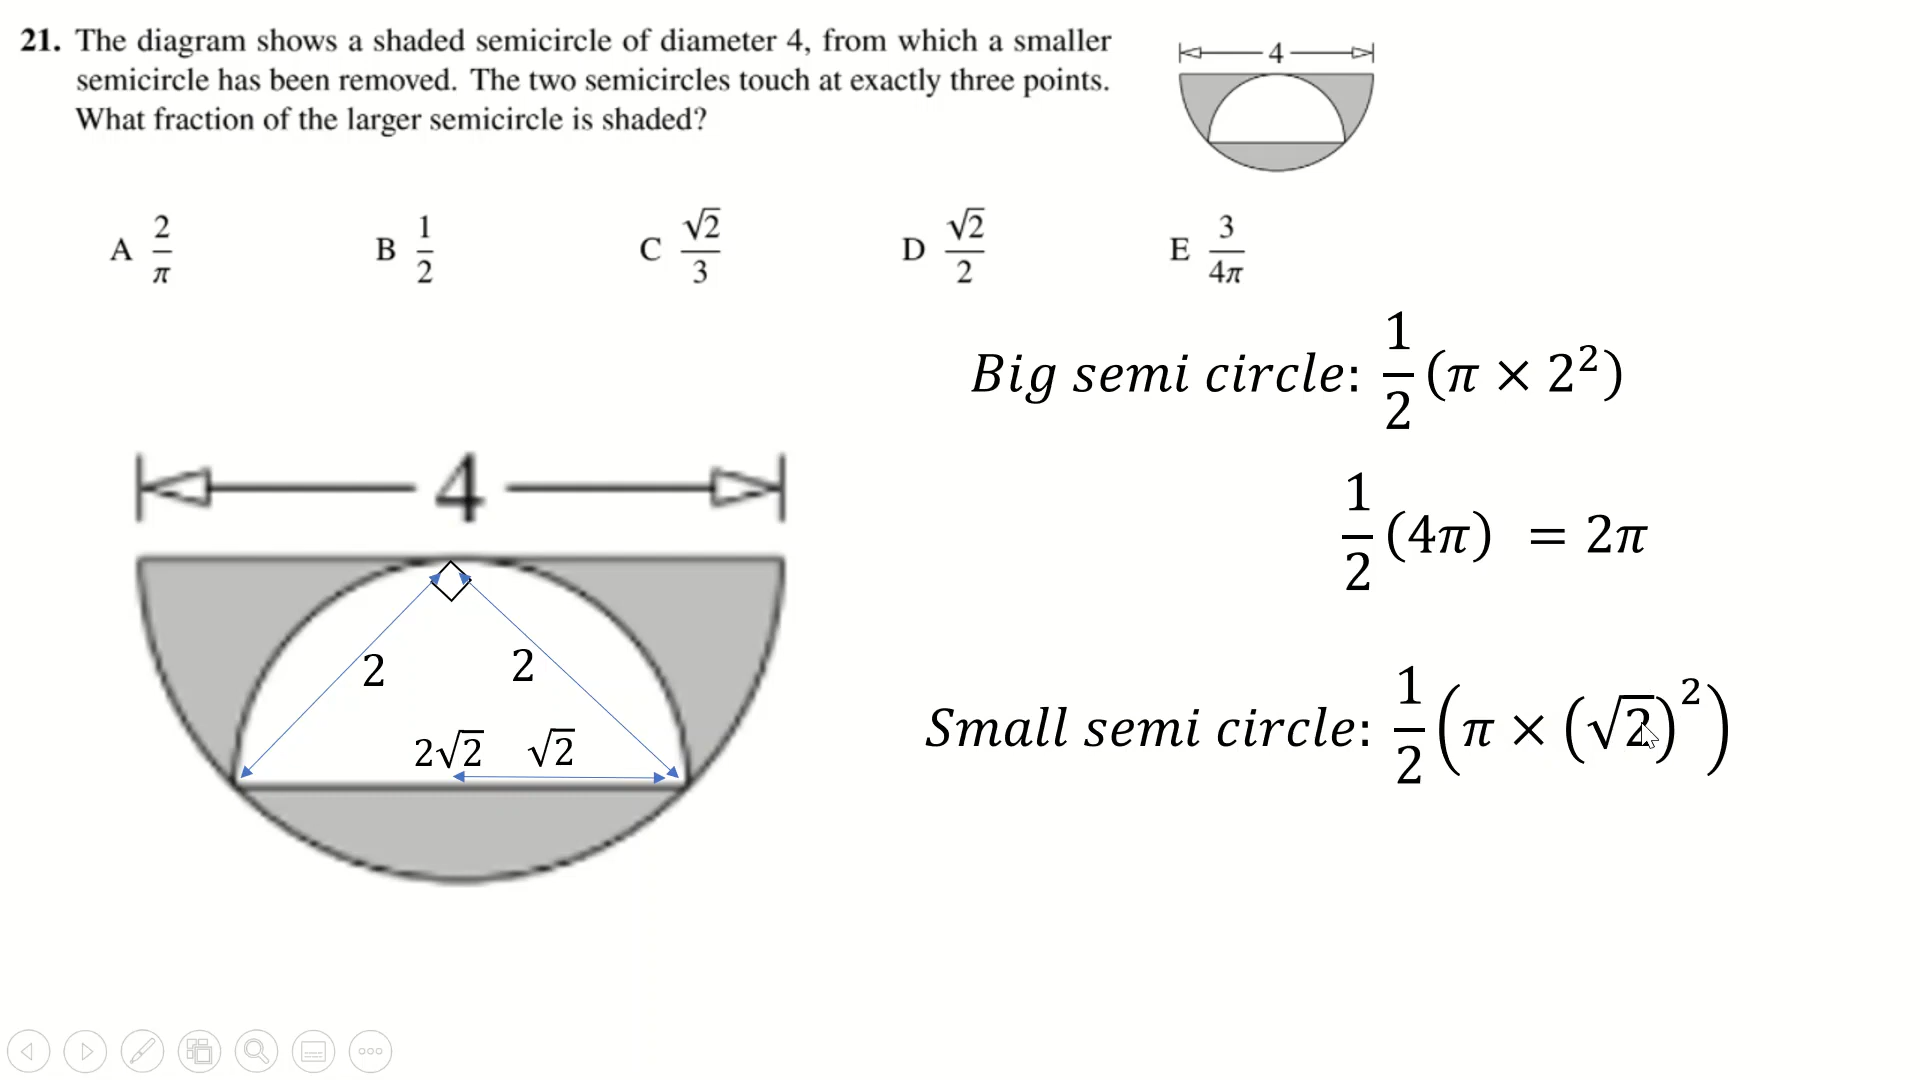 21. The diagram shows a shaded semicircle of diameter 4, from which a smaller
semicircle has been removed. The two semicircles touch at exactly three points.
What fraction of the larger semicircle is shaded?
4
A 2/π B 1/2 C √2/3 D √2/2 E 3/4π
Big semi circle: 1/2 (π × 2²)
1/2 (4π) = 2π
Small semi circle: 1/2 (π × (√2)²)
4
2 2
2√2 √2